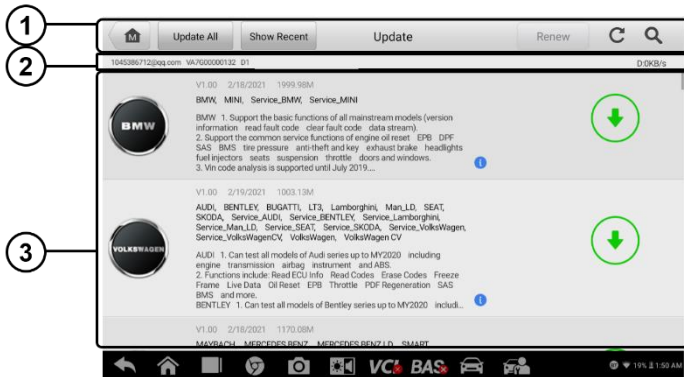 1
Update All
Show Recent
Update
Renew
2
1045386712@qq.com VA7G00000132 D1
D:0KB/s
3
V1.00 2/18/2021 1999.98M
BMW, MINI, Service_BMW, Service_MINI
BMW
BMW 1. Support the basic functions of all mainstream models (version
information read fault code clear fault code data stream).
2. Support the common service functions of engine oil reset EPB DPF
SAS BMS tire pressure anti-theft and key exhaust brake headlights
fuel injectors seats suspension throttle doors and windows.
3. Vin code analysis is supported until July 2019....
V1.00 2/19/2021 1003.13M
AUDI, BENTLEY, BUGATTI, LT3, Lamborghini, Man_LD, SEAT,
SKODA, Service_AUDI, Service_BENTLEY, Service_Lamborghini,
Service_Man_LD, Service_SEAT, Service_SKODA, Service_VolksWagen,
Service_VolksWagenCV, VolksWagen, VolksWagen CV
VOLKSWAGEN
AUDI 1. Can test all models of Audi series up to MY2020 including
engine transmission airbag instrument and ABS.
2. Functions include: Read ECU Info Read Codes Erase Codes Freeze
Frame Live Data Oil Reset EPB Throttle PDF Regeneration SAS
BMS and more.
BENTLEY 1. Can test all models of Bentley series up to MY2020 includi...
V1.00 2/18/2021 1170.08M
MAYBACH, MERCEDES BENZ, MERCEDES BENZ LD, SMART,
VCI BAS 19% 1:50 AM